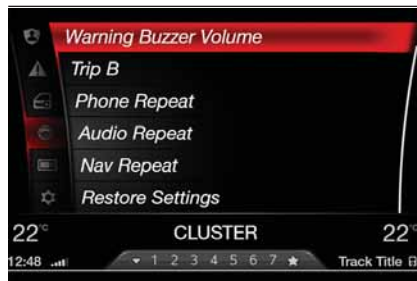 Warning Buzzer Volume
Trip B
Phone Repeat
Audio Repeat
Nav Repeat
Restore Settings
22°c CLUSTER 22°c
12:48 1 2 3 4 5 6 7 Track Title